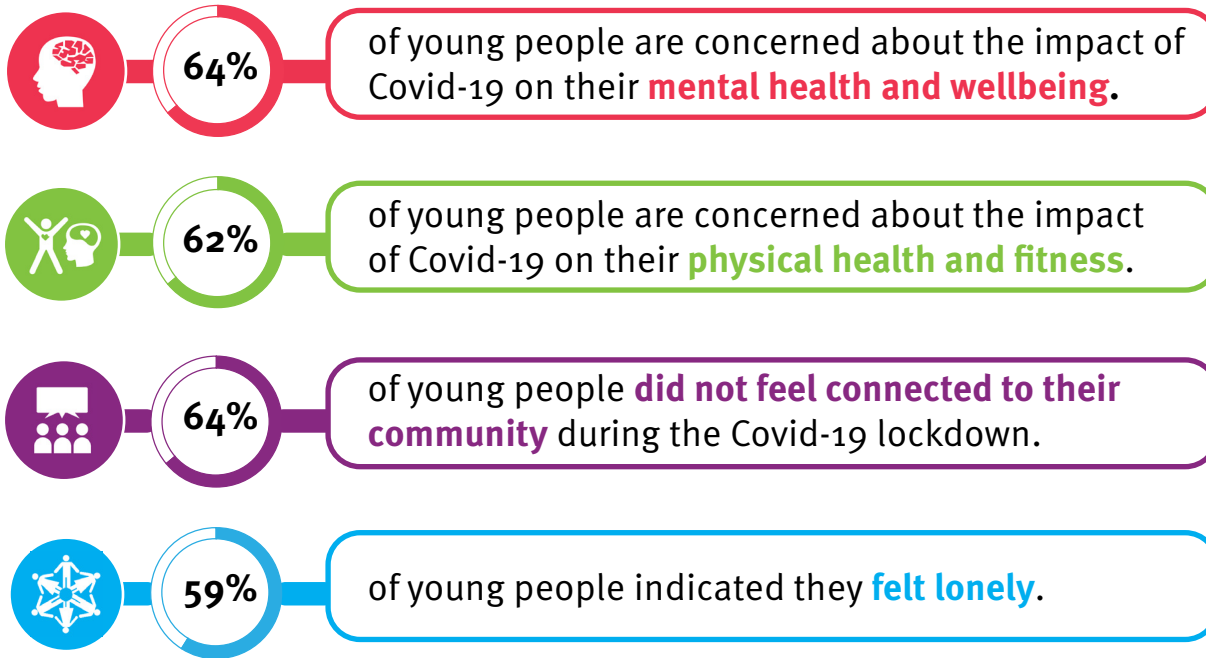 64%
of young people are concerned about the impact of
Covid-19 on their mental health and wellbeing.
62%
of young people are concerned about the impact
of Covid-19 on their physical health and fitness.
64%
of young people did not feel connected to their
community during the Covid-19 lockdown.
59%
of young people indicated they felt lonely.